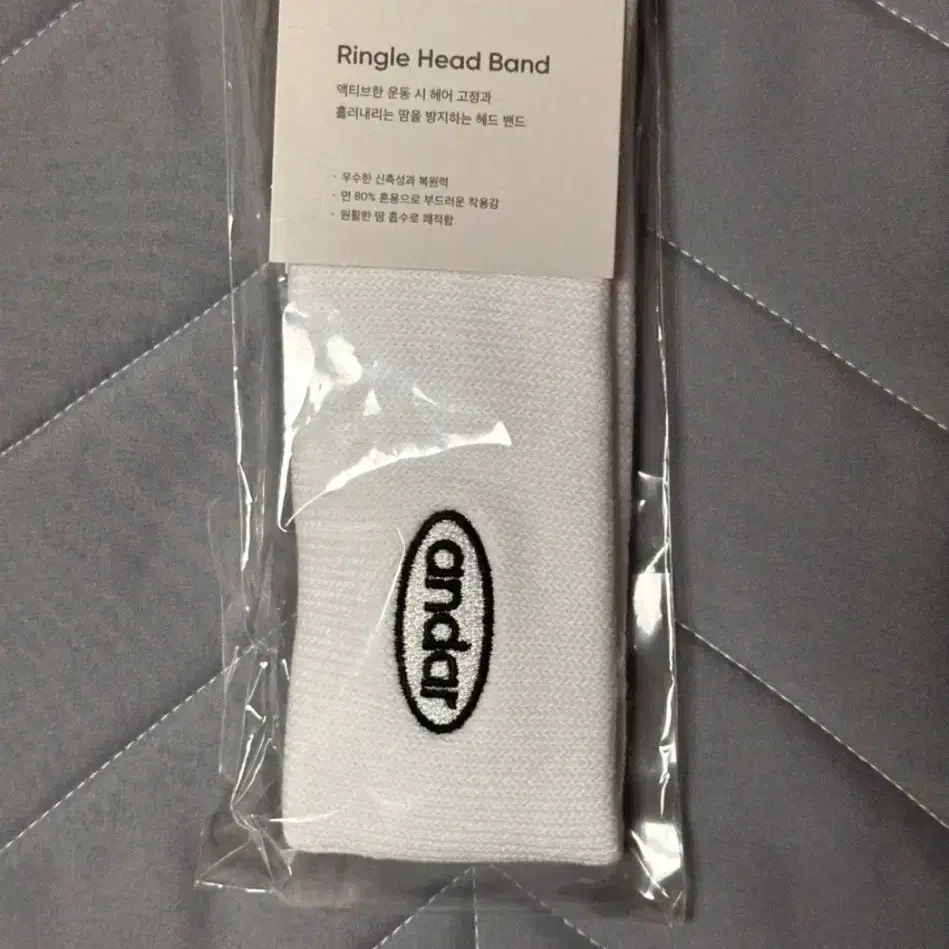 Ringle Head Band
액티브한 운동 시 헤어 고정과
흘러내리는 땀을 방지하는 헤드 밴드
· 우수한 신축성과 복원력
· 면 80% 혼용으로 부드러운 착용감
· 원활한 땀 흡수로 쾌적함
andar